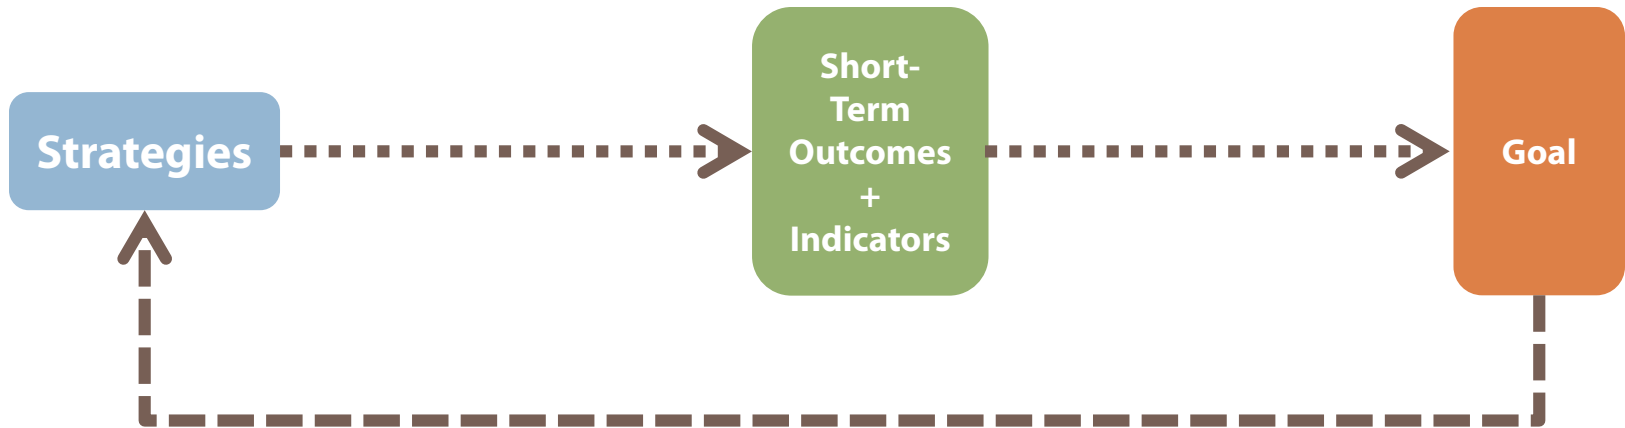 Strategies
Short-
Term
Outcomes
+
Indicators
Goal